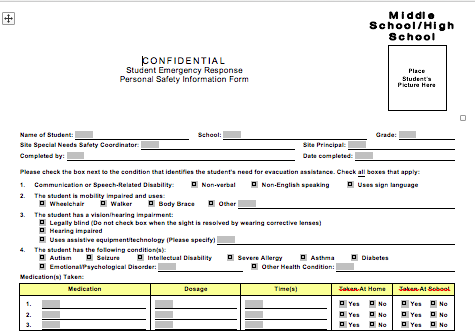 Middle
School/High
School
CONFIDENTIAL
Student Emergency Response
Personal Safety Information Form
Place
Student's
Picture Here
Name of Student: School: Grade:
Site Special Needs Safety Coordinator: Site Principal:
Completed by: Date completed:
Please check the box next to the condition that identifies the student's need for evacuation assistance. Check all boxes that apply:
1. Communication or Speech-Related Disability: Non-verbal Non-English speaking Uses sign language
2. The student is mobility impaired and uses:
Wheelchair Walker Body Brace Other
3. The student has a vision/hearing impairment:
Legally blind (Do not check box when the sight is resolved by wearing corrective lenses)
Hearing impaired
Uses assistive equipment/technology (Please specify)
4. The student has the following condition(s):
Autism Seizure Intellectual Disability Severe Allergy Asthma Diabetes
Emotional/Psychological Disorder: Other Health Condition:
Medication(s) Taken:
Medication Dosage Time(s) Taken At Home Taken At School
1. Yes No Yes No
2. Yes No Yes No
3. Yes No Yes No